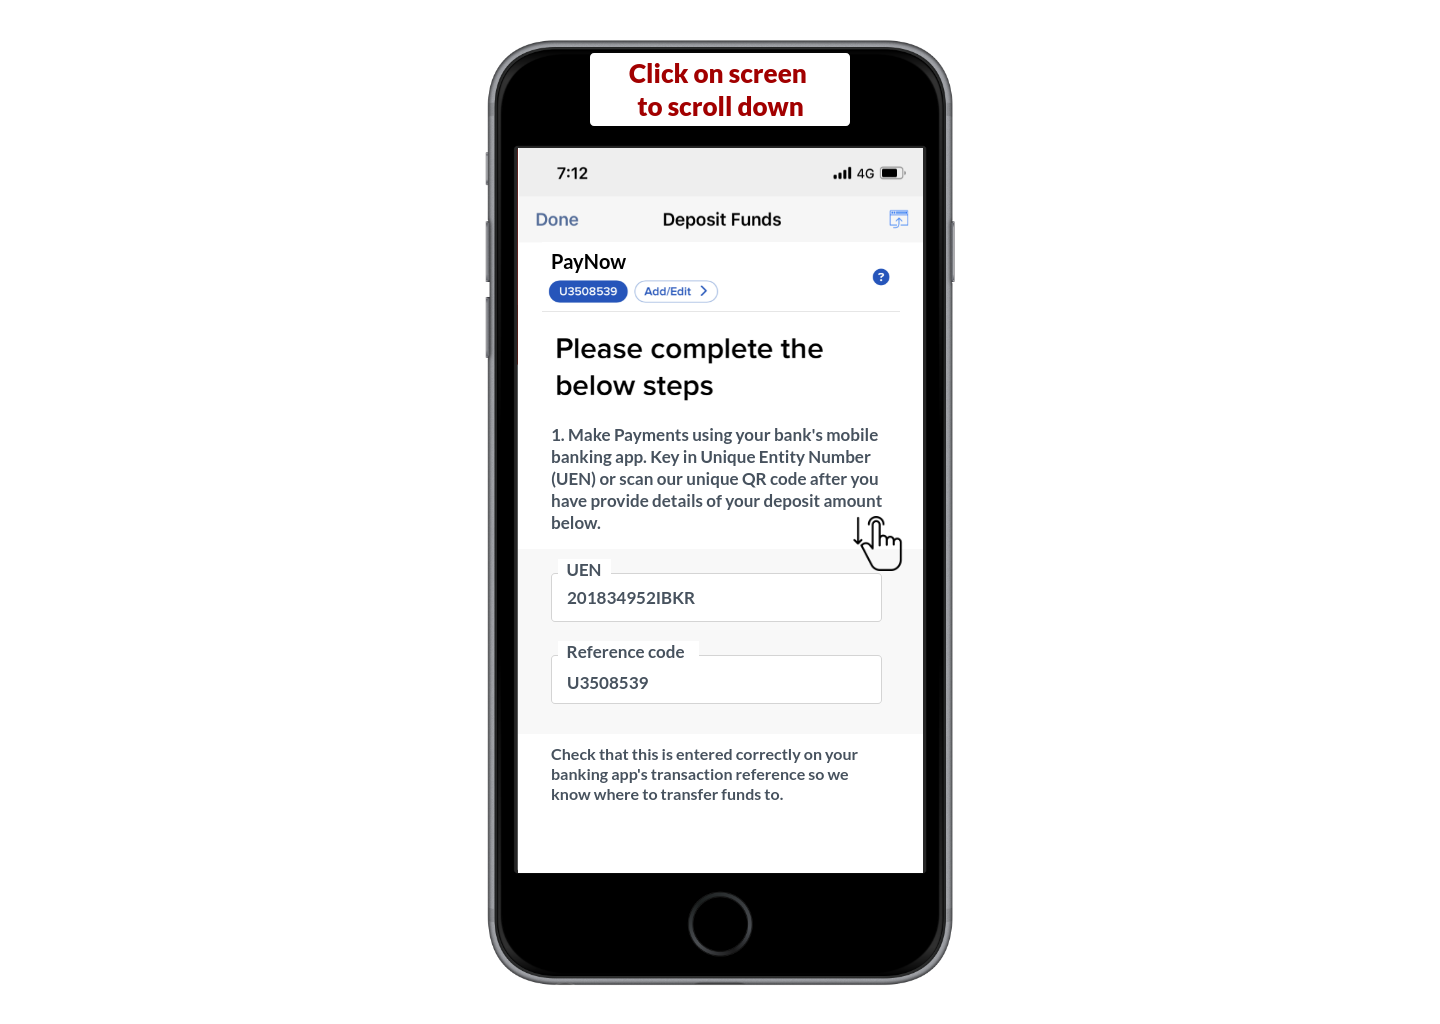 Click on screen
to scroll down
7:12
4G
Done
Deposit Funds
PayNow
?
U3508539
Add/Edit
Please complete the
below steps
1. Make Payments using your bank's mobile
banking app. Key in Unique Entity Number
(UEN) or scan our unique QR code after you
have provide details of your deposit amount
below.
UEN
201834952IBKR
Reference code
U3508539
Check that this is entered correctly on your
banking app's transaction reference so we
know where to transfer funds to.